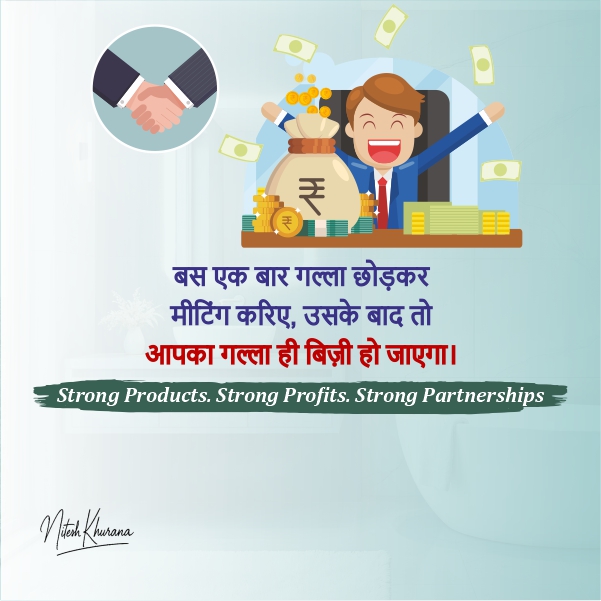 बस एक बार गल्ला छोड़कर
मीटिंग करिए, उसके बाद तो
आपका गल्ला ही बिज़ी हो जाएगा।
Strong Products. Strong Profits. Strong Partnerships
Nitesh Khurana